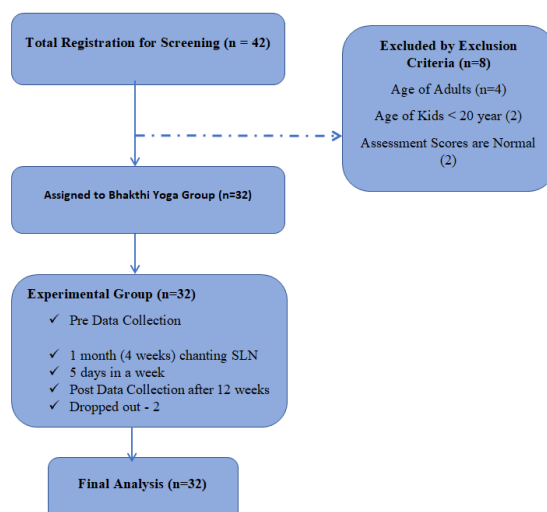 Total Registration for Screening (n = 42)
Excluded by Exclusion
Criteria (n=8)
Age of Adults (n=4)
Age of Kids < 20 year (2)
Assessment Scores are Normal
(2)
Assigned to Bhakthi Yoga Group (n=32)
Experimental Group (n=32)
✓ Pre Data Collection
✓ 1 month (4 weeks) chanting SLN
✓ 5 days in a week
✓ Post Data Collection after 12 weeks
✓ Dropped out - 2
Final Analysis (n=32)